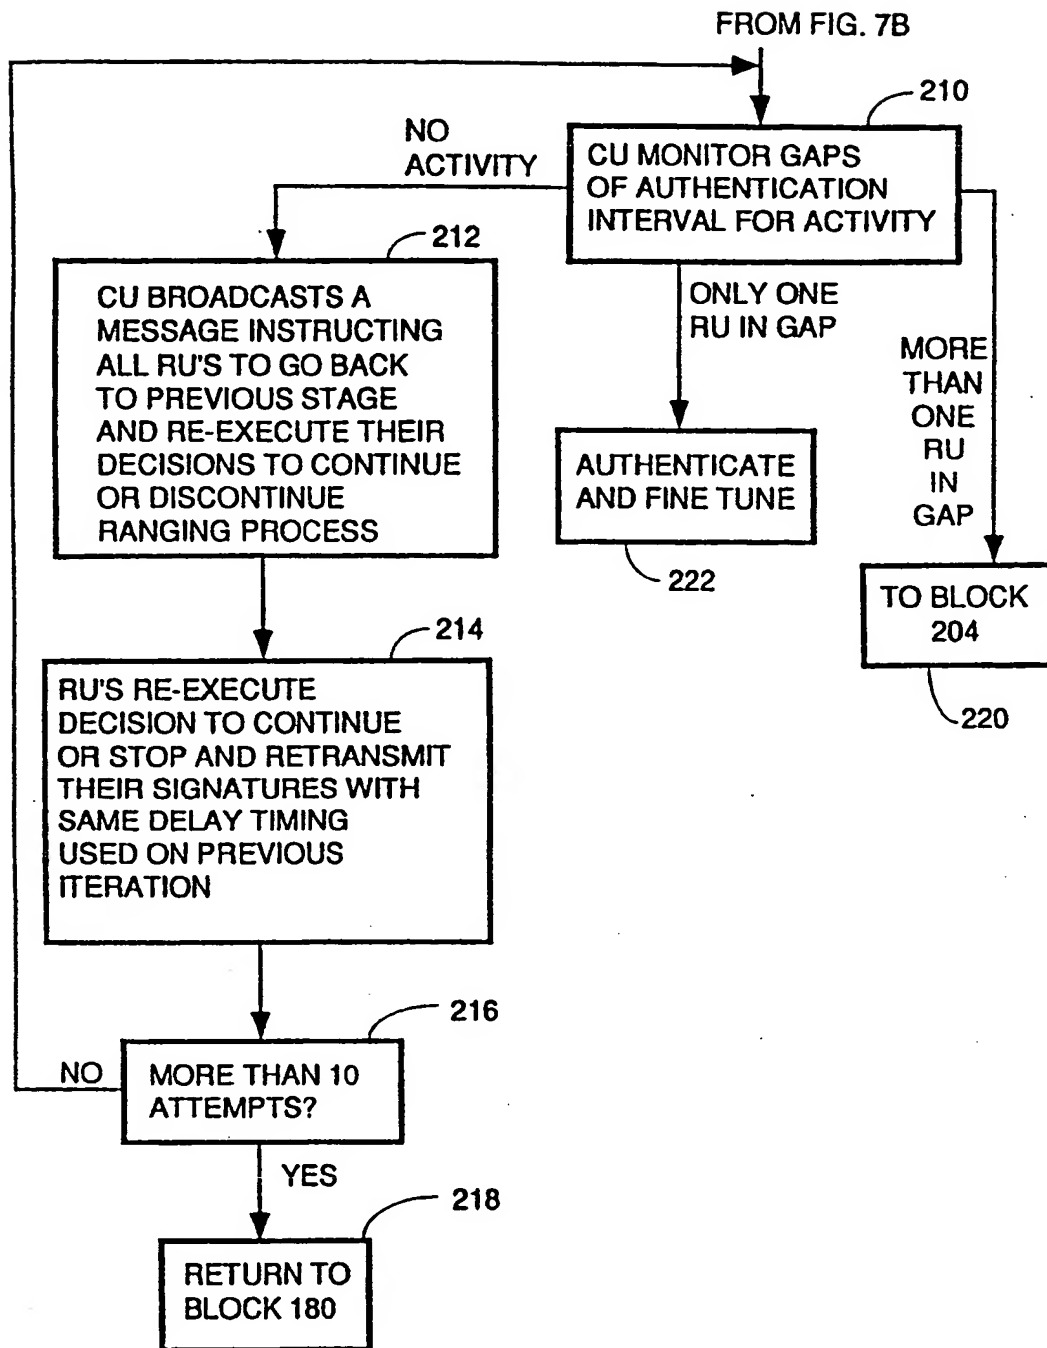 FROM FIG. 7B
210
NO
ACTIVITY
CU MONITOR GAPS
OF AUTHENTICATION
INTERVAL FOR ACTIVITY
212
CU BROADCASTS A
MESSAGE INSTRUCTING
ALL RU'S TO GO BACK
TO PREVIOUS STAGE
AND RE-EXECUTE THEIR
DECISIONS TO CONTINUE
OR DISCONTINUE
RANGING PROCESS
ONLY ONE
RU IN GAP
MORE
THAN
ONE
RU
IN
GAP
AUTHENTICATE
AND FINE TUNE
222
TO BLOCK
204
220
214
RU'S RE-EXECUTE
DECISION TO CONTINUE
OR STOP AND RETRANSMIT
THEIR SIGNATURES WITH
SAME DELAY TIMING
USED ON PREVIOUS
ITERATION
216
NO
MORE THAN 10
ATTEMPTS?
YES
218
RETURN TO
BLOCK 180